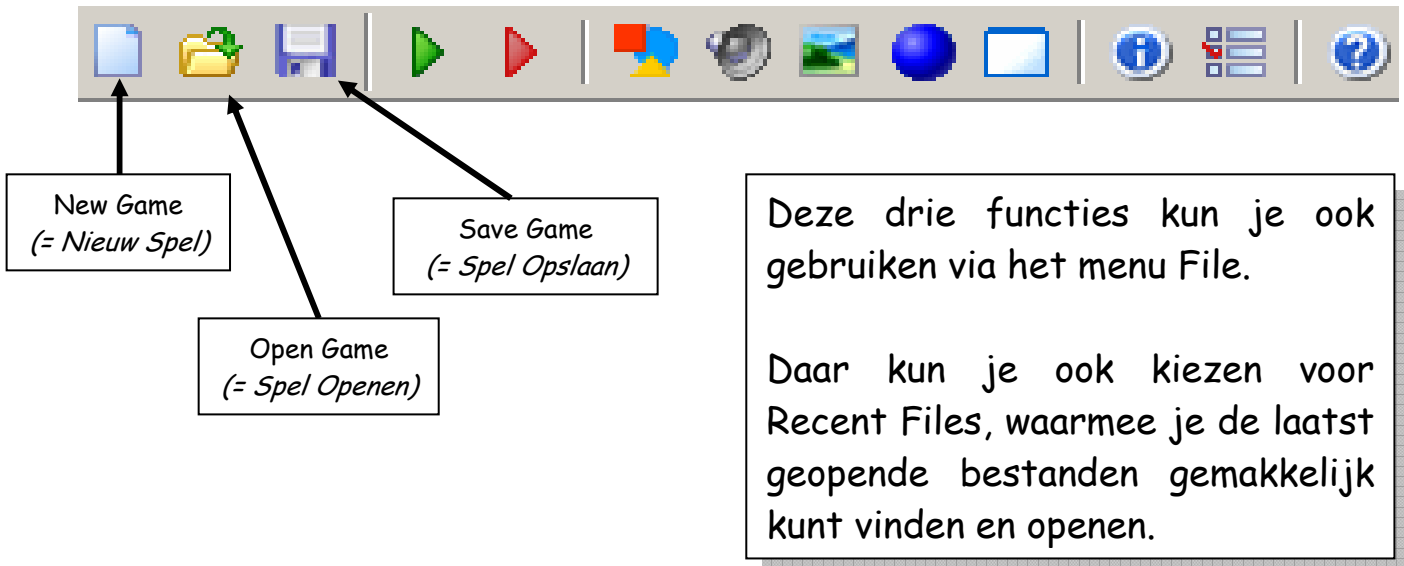 New Game
(= Nieuw Spel)
Save Game
(= Spel Opslaan)
Open Game
(= Spel Openen)
Deze drie functies kun je ook
gebruiken via het menu File.
Daar kun je ook kiezen voor
Recent Files, waarmee je de laatst
geopende bestanden gemakkelijk
kunt vinden en openen.